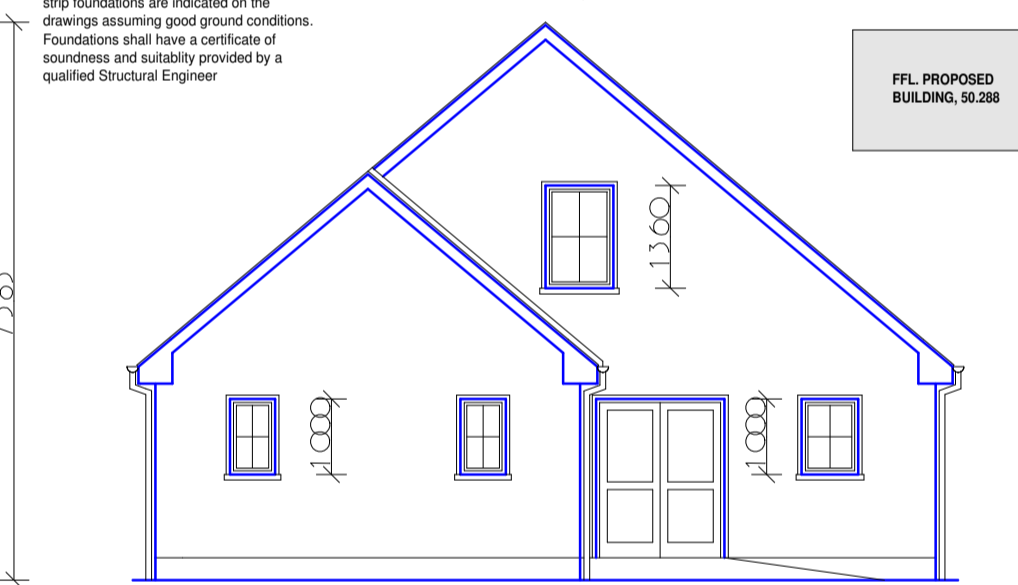 strip foundations are indicated on the
drawings assuming good ground conditions.
Foundations shall have a certificate of
soundness and suitablity provided by a
qualified Structural Engineer
FFL. PROPOSED
BUILDING, 50.288
1360
1000
1000